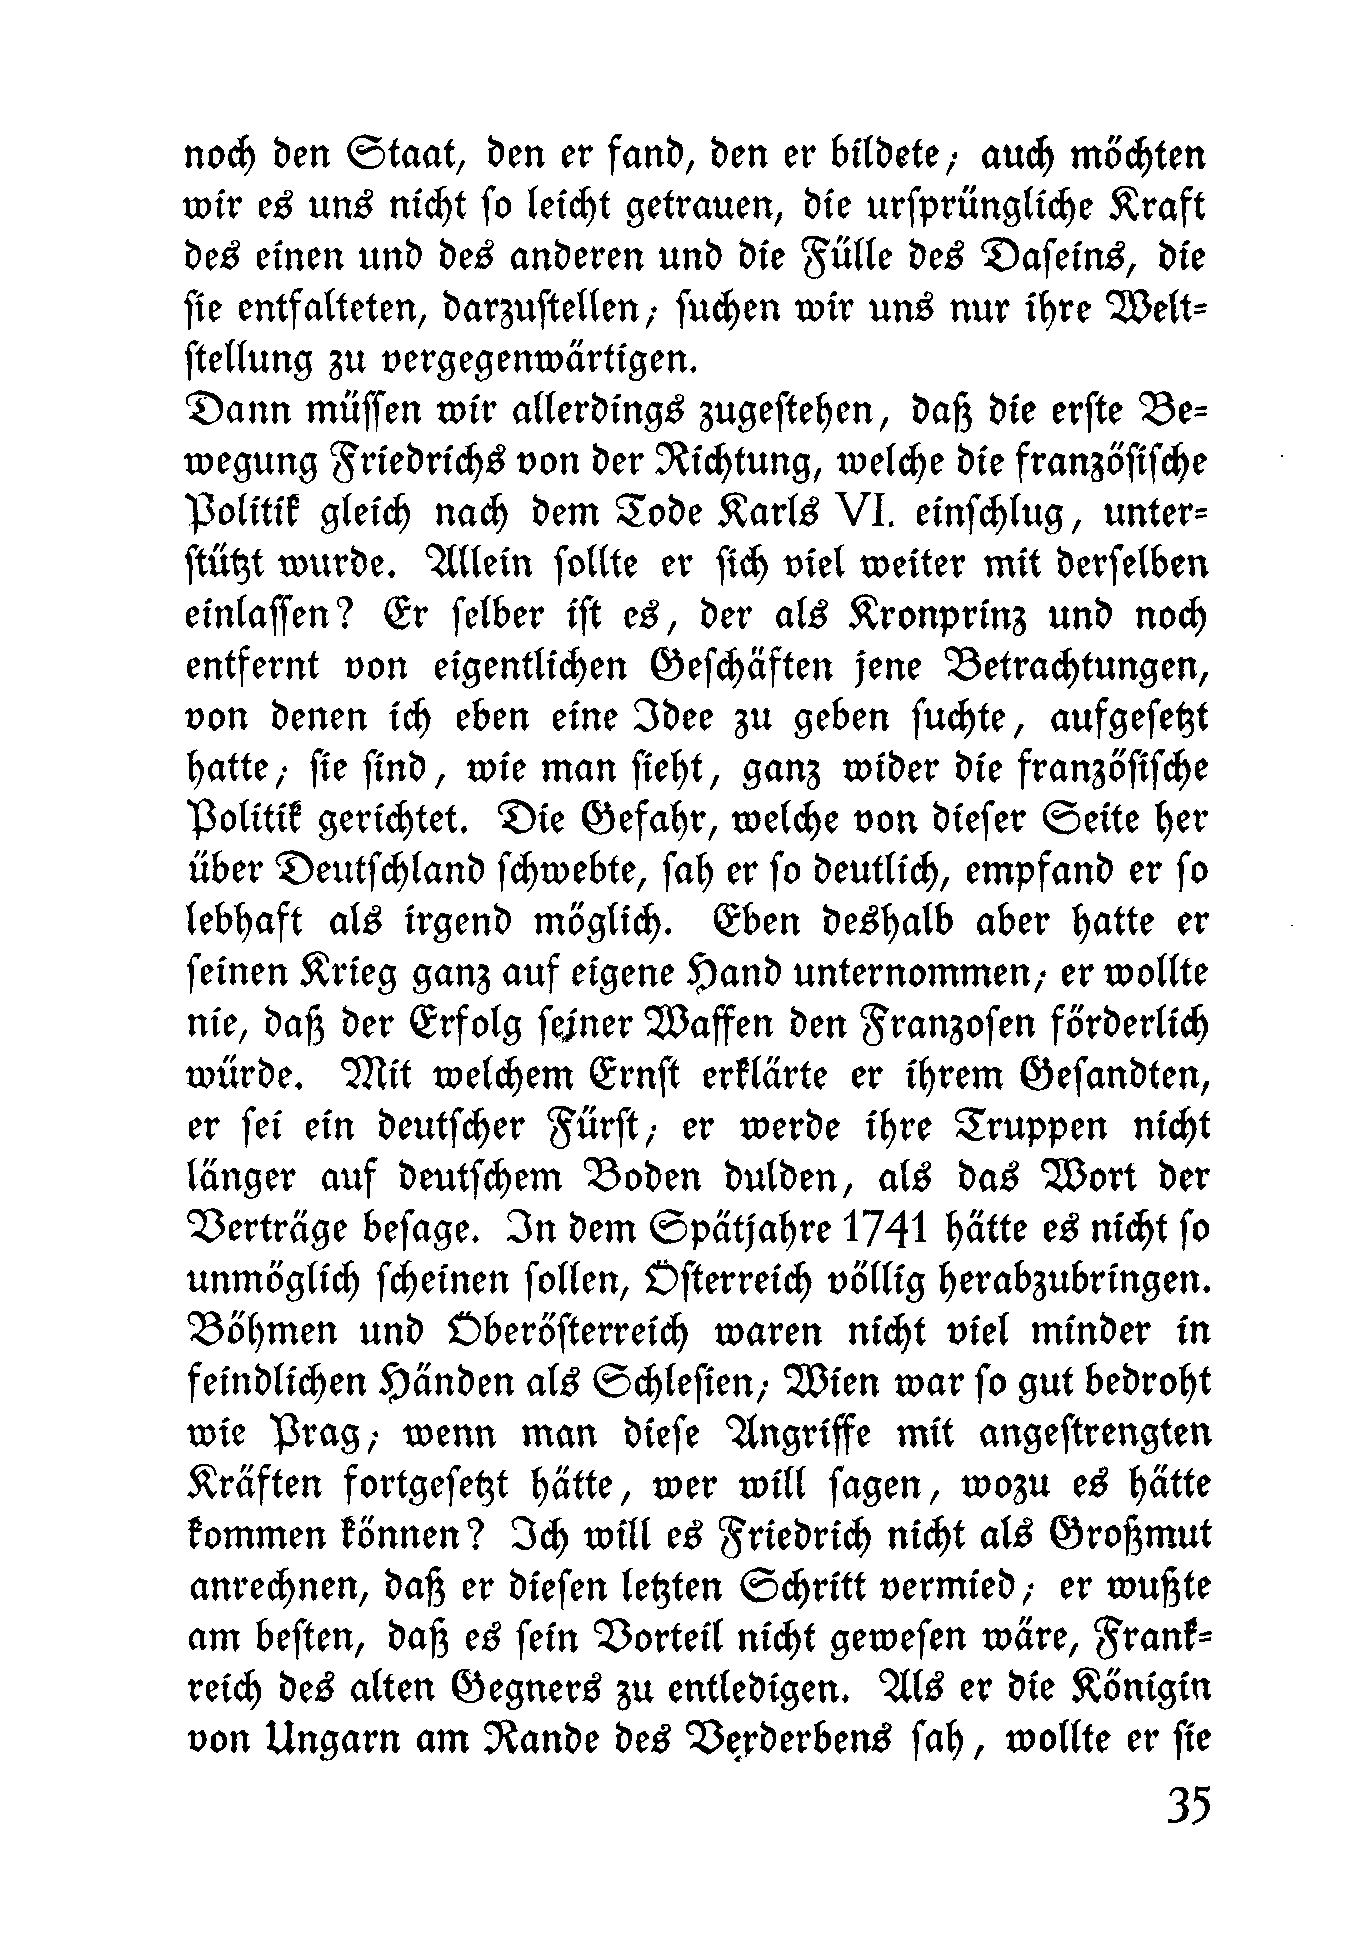 noch den Staat, den er fand, den er bildete; auch möchten
wir es uns nicht so leicht getrauen, die ursprüngliche Kraft
des einen und des anderen und die Fülle des Daseins, die
sie entfalteten, darzustellen; suchen wir uns nur ihre Welt-
stellung zu vergegenwärtigen.
Dann müssen wir allerdings zugestehen, daß die erste Be-
wegung Friedrichs von der Richtung, welche die französische
Politik gleich nach dem Tode Karls VI. einschlug, unter-
stützt wurde. Allein sollte er sich viel weiter mit derselben
einlassen? Er selber ist es, der als Kronprinz und noch
entfernt von eigentlichen Geschäften jene Betrachtungen,
von denen ich eben eine Idee zu geben suchte, aufgesetzt
hatte; sie sind, wie man sieht, ganz wider die französische
Politik gerichtet. Die Gefahr, welche von dieser Seite her
über Deutschland schwebte, sah er so deutlich, empfand er so
lebhaft als irgend möglich. Eben deshalb aber hatte er
seinen Krieg ganz auf eigene Hand unternommen; er wollte
nie, daß der Erfolg seiner Waffen den Franzosen förderlich
würde. Mit welchem Ernst erklärte er ihrem Gesandten,
er sei ein deutscher Fürst; er werde ihre Truppen nicht
länger auf deutschem Boden dulden, als das Wort der
Verträge besage. In dem Spätjahre 1741 hätte es nicht so
unmöglich scheinen sollen, Österreich völlig herabzubringen.
Böhmen und Oberösterreich waren nicht viel minder in
feindlichen Händen als Schlesien; Wien war so gut bedroht
wie Prag; wenn man diese Angriffe mit angestrengten
Kräften fortgesetzt hätte, wer will sagen, wozu es hätte
kommen können? Ich will es Friedrich nicht als Großmut
anrechnen, daß er diesen letzten Schritt vermied; er wußte
am besten, daß es sein Vorteil nicht gewesen wäre, Frank-
reich des alten Gegners zu entledigen. Als er die Königin
von Ungarn am Rande des Verderbens sah, wollte er sie
35